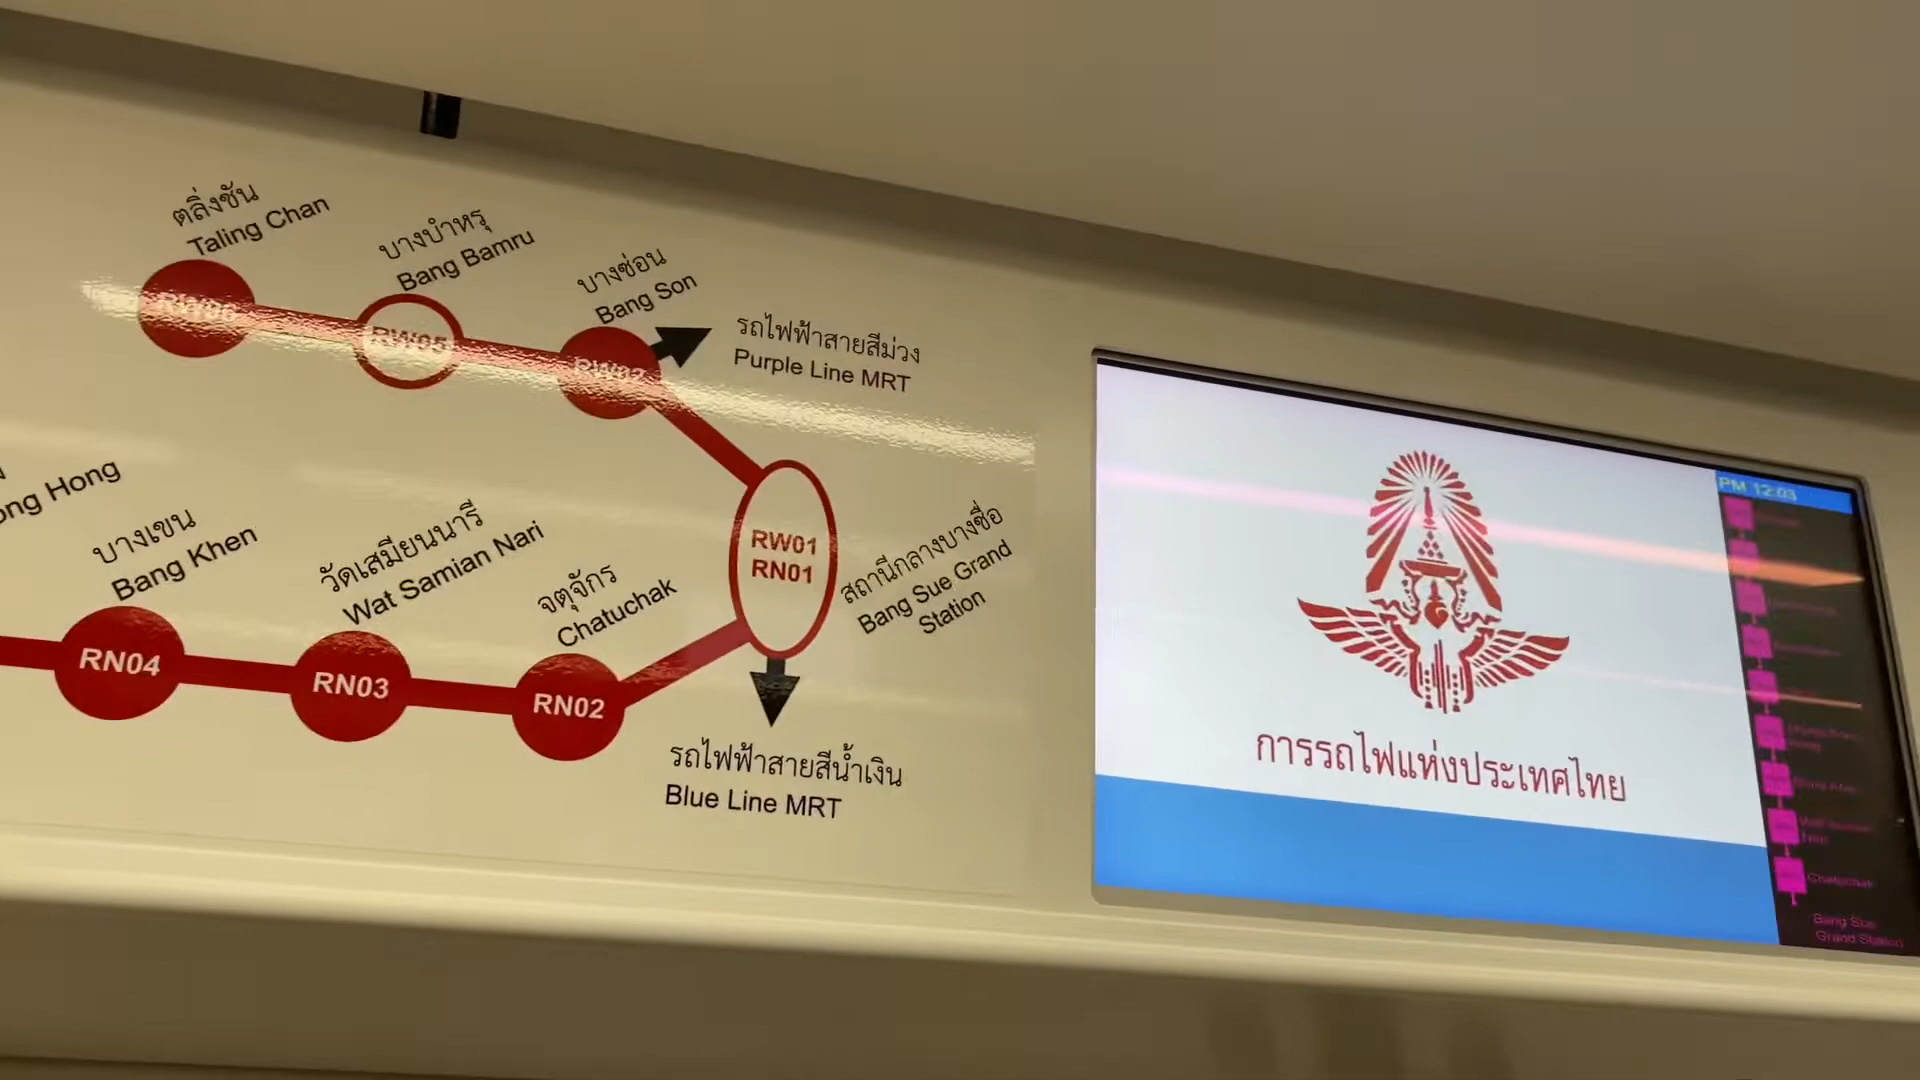 ตลิ่งชัน
Taling Chan
บางบำหรุ
Bang Bamru
บางซ่อน
Bang Son
รถไฟฟ้าสายสีม่วง
Purple Line MRT
RW06
RW05
RW02
RW01
RN01
สถานีกลางบางซื่อ
Bang Sue Grand
Station
Hong
บางเขน
Bang Khen
วัดเสมียนนารี
Wat Samian Nari
จตุจักร
Chatuchak
RN04
RN03
RN02
รถไฟฟ้าสายสีน้ำเงิน
Blue Line MRT
การรถไฟแห่งประเทศไทย
PM 12:03
Chatuchak
Bang Sue
Grand Station